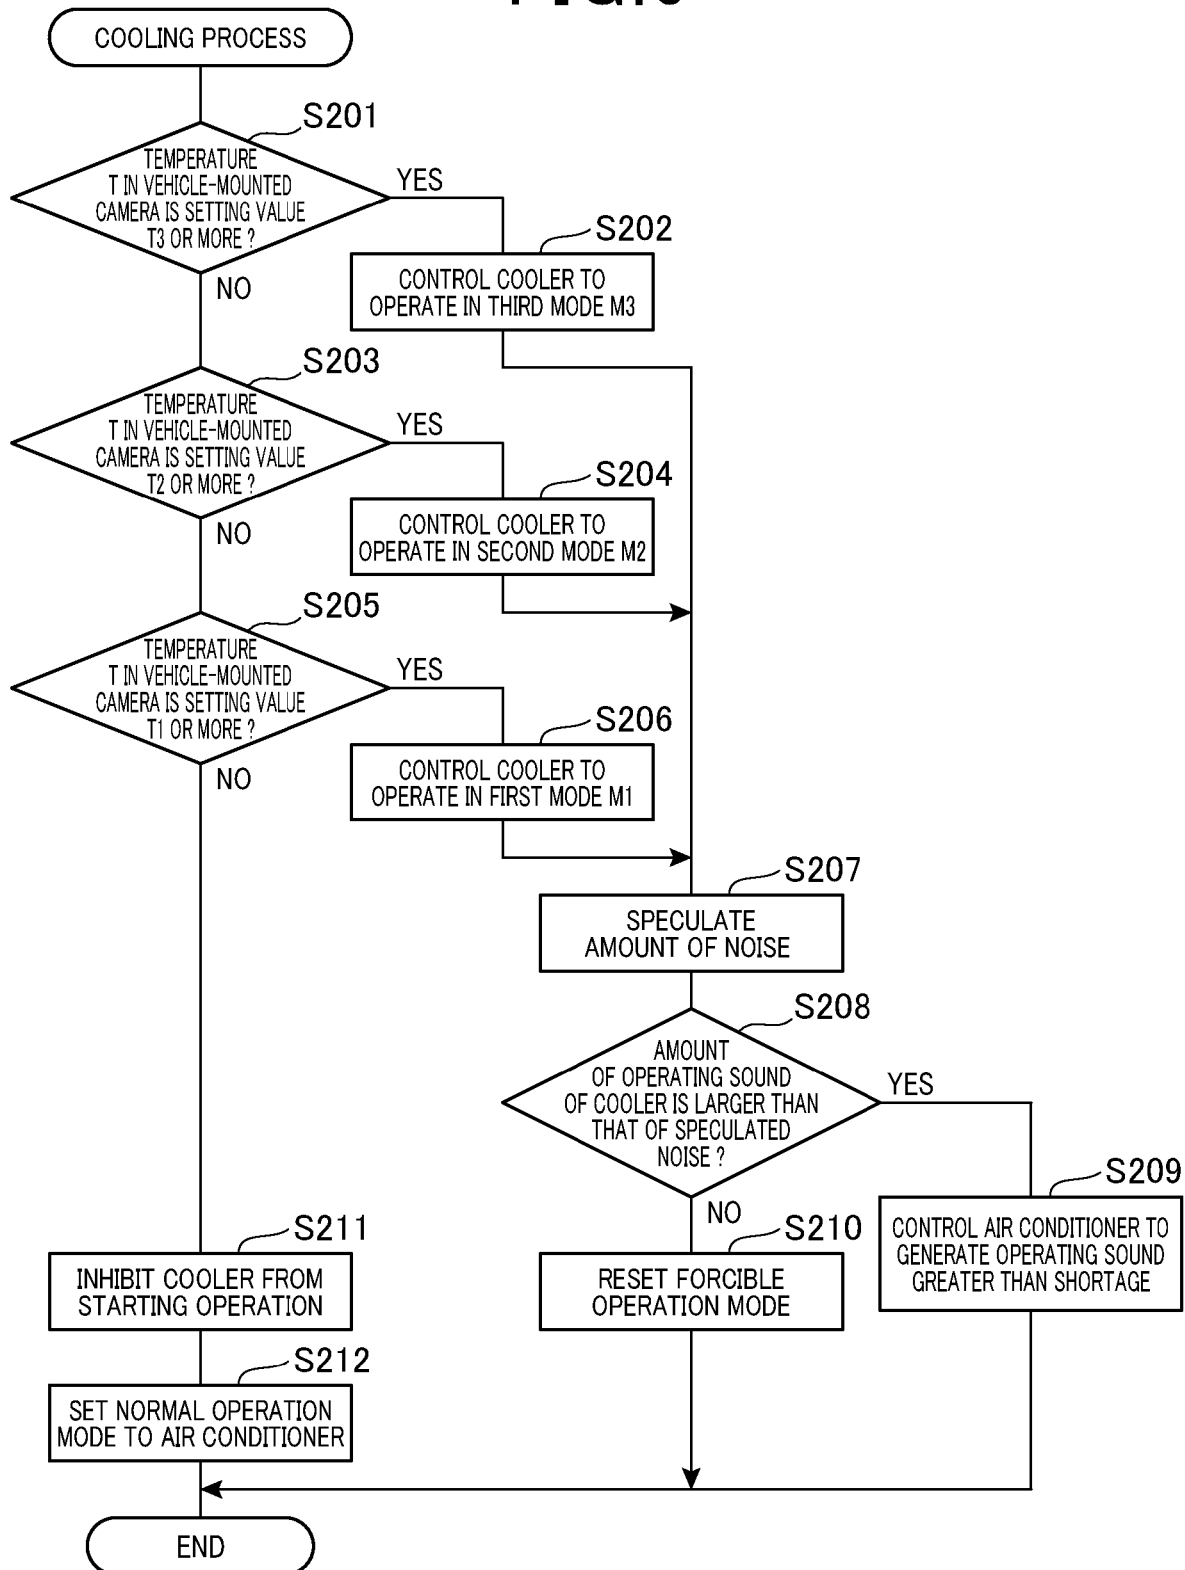 COOLING PROCESS
S201
TEMPERATURE
T IN VEHICLE-MOUNTED
CAMERA IS SETTING VALUE
T3 OR MORE ?
YES
NO
S202
CONTROL COOLER TO
OPERATE IN THIRD MODE M3
S203
TEMPERATURE
T IN VEHICLE-MOUNTED
CAMERA IS SETTING VALUE
T2 OR MORE ?
YES
NO
S204
CONTROL COOLER TO
OPERATE IN SECOND MODE M2
S205
TEMPERATURE
T IN VEHICLE-MOUNTED
CAMERA IS SETTING VALUE
T1 OR MORE ?
YES
NO
S206
CONTROL COOLER TO
OPERATE IN FIRST MODE M1
S207
SPECULATE
AMOUNT OF NOISE
S208
AMOUNT
OF OPERATING SOUND
OF COOLER IS LARGER THAN
THAT OF SPECULATED
NOISE ?
YES
NO
S209
CONTROL AIR CONDITIONER TO
GENERATE OPERATING SOUND
GREATER THAN SHORTAGE
S210
RESET FORCIBLE
OPERATION MODE
S211
INHIBIT COOLER FROM
STARTING OPERATION
S212
SET NORMAL OPERATION
MODE TO AIR CONDITIONER
END